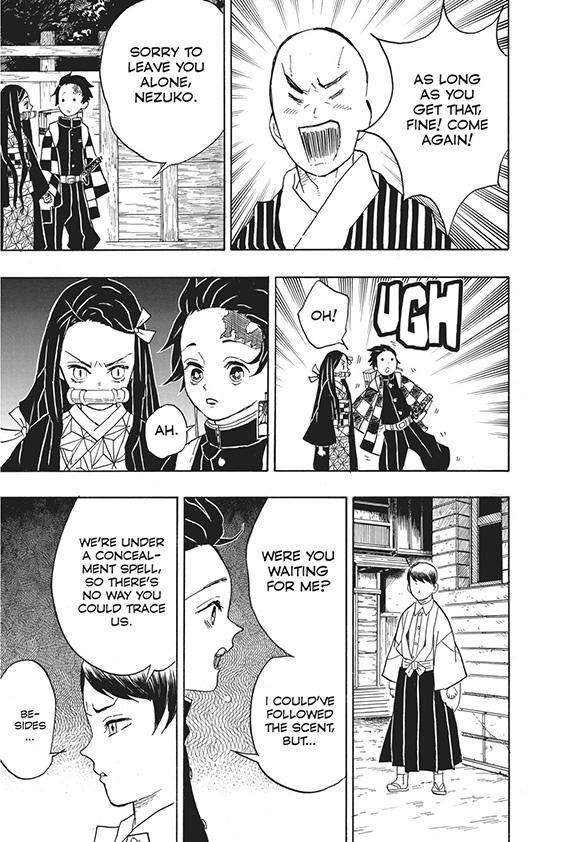 AS LONG
AS YOU
GET THAT,
FINE! COME
AGAIN!
SORRY TO
LEAVE YOU
ALONE,
NEZUKO.
UGH
OH!
AH.
WERE YOU
WAITING
FOR ME?
I COULD'VE
FOLLOWED
THE SCENT,
BUT...
WE'RE UNDER
A CONCEAL-
MENT SPELL,
SO THERE'S
NO WAY YOU
COULD TRACE
US.
BE-
SIDES
...